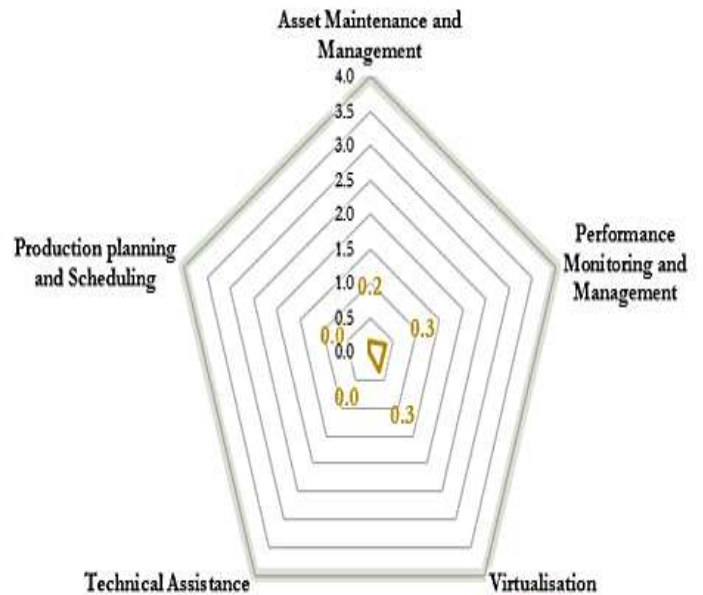 Asset Maintenance and
Management
4.0
3.5
3.0
2.5
2.0
Production planning
and Scheduling
Performance
Monitoring and
Management
1.5
1.0
0.2
0.5
0.3
0.0
0.0
0.0
0.3
Technical Assistance
Virtualisation